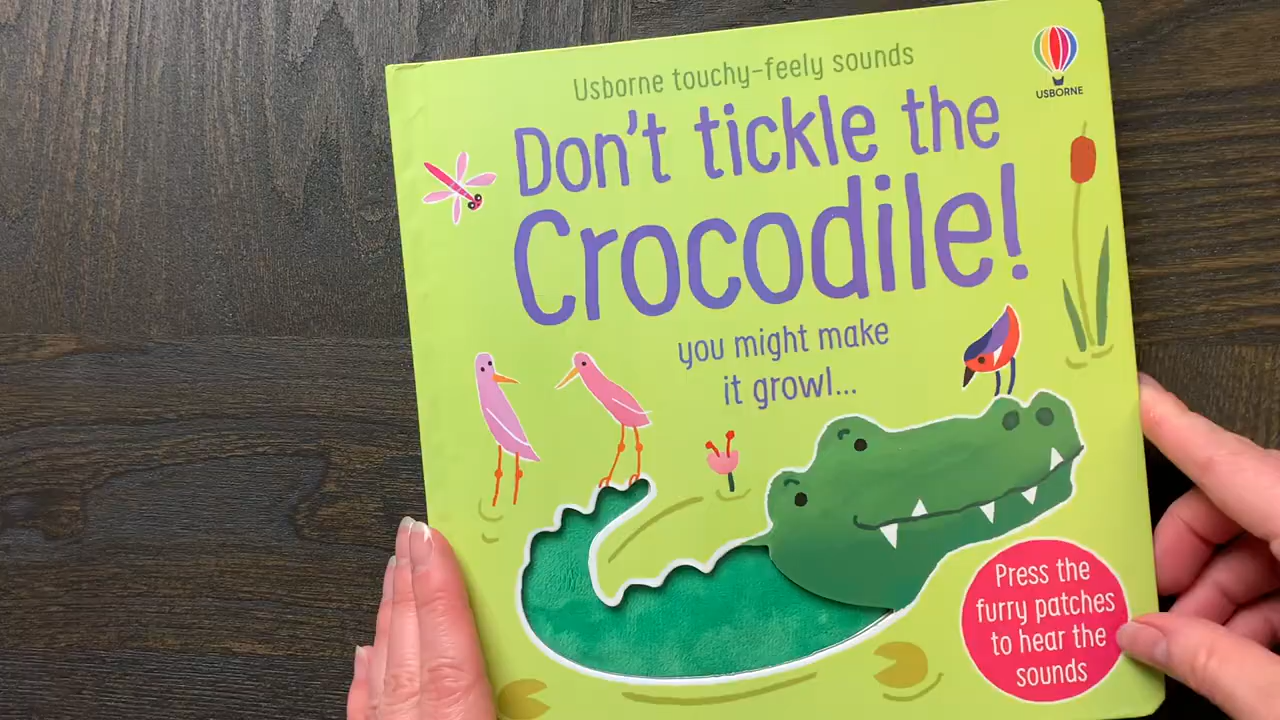 Usborne touchy-feely sounds
USBORNE
Don't tickle the
Crocodile!
you might make
it growl...
Press the
furry patches
to hear the
sounds